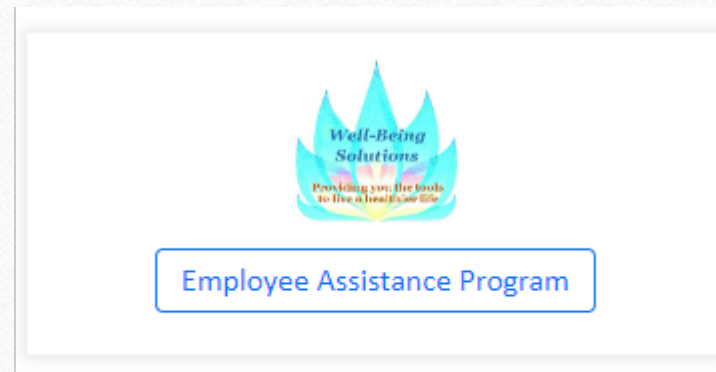 Well-Being
Solutions
Providing you the tools
to live a healthier life
Employee Assistance Program